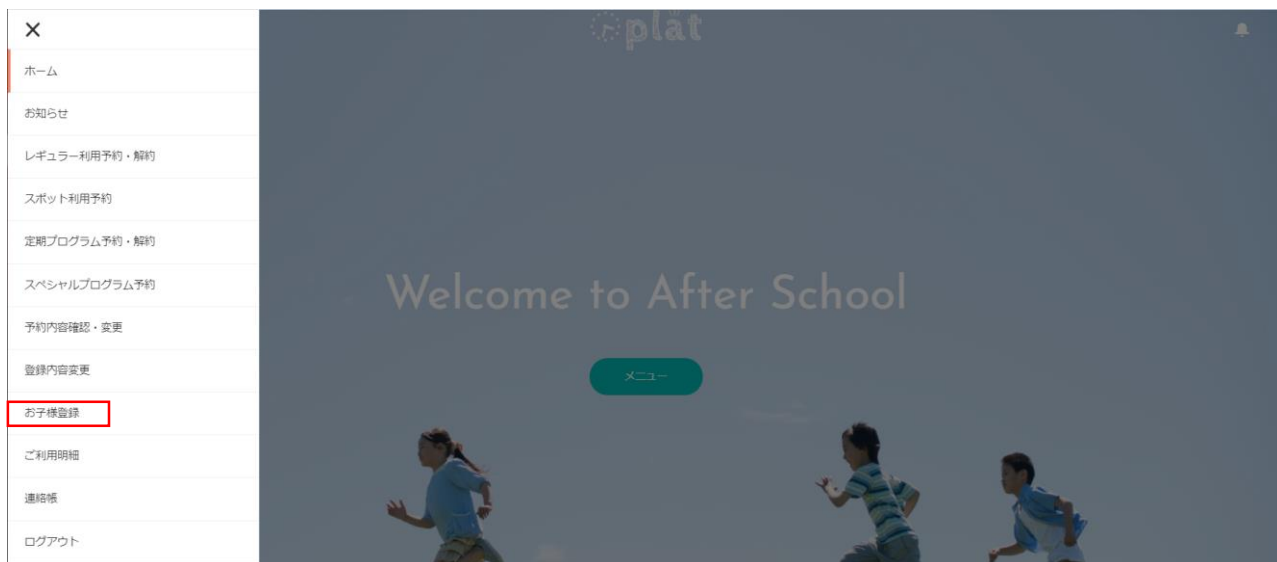 ×
ホーム
お知らせ
レギュラー利用予約・解約
スポット利用予約
定期プログラム予約・解約
スペシャルプログラム予約
予約内容確認・変更
登録内容変更
お子様登録
ご利用明細
連絡帳
ログアウト
plät
Welcome to After School
メニュー